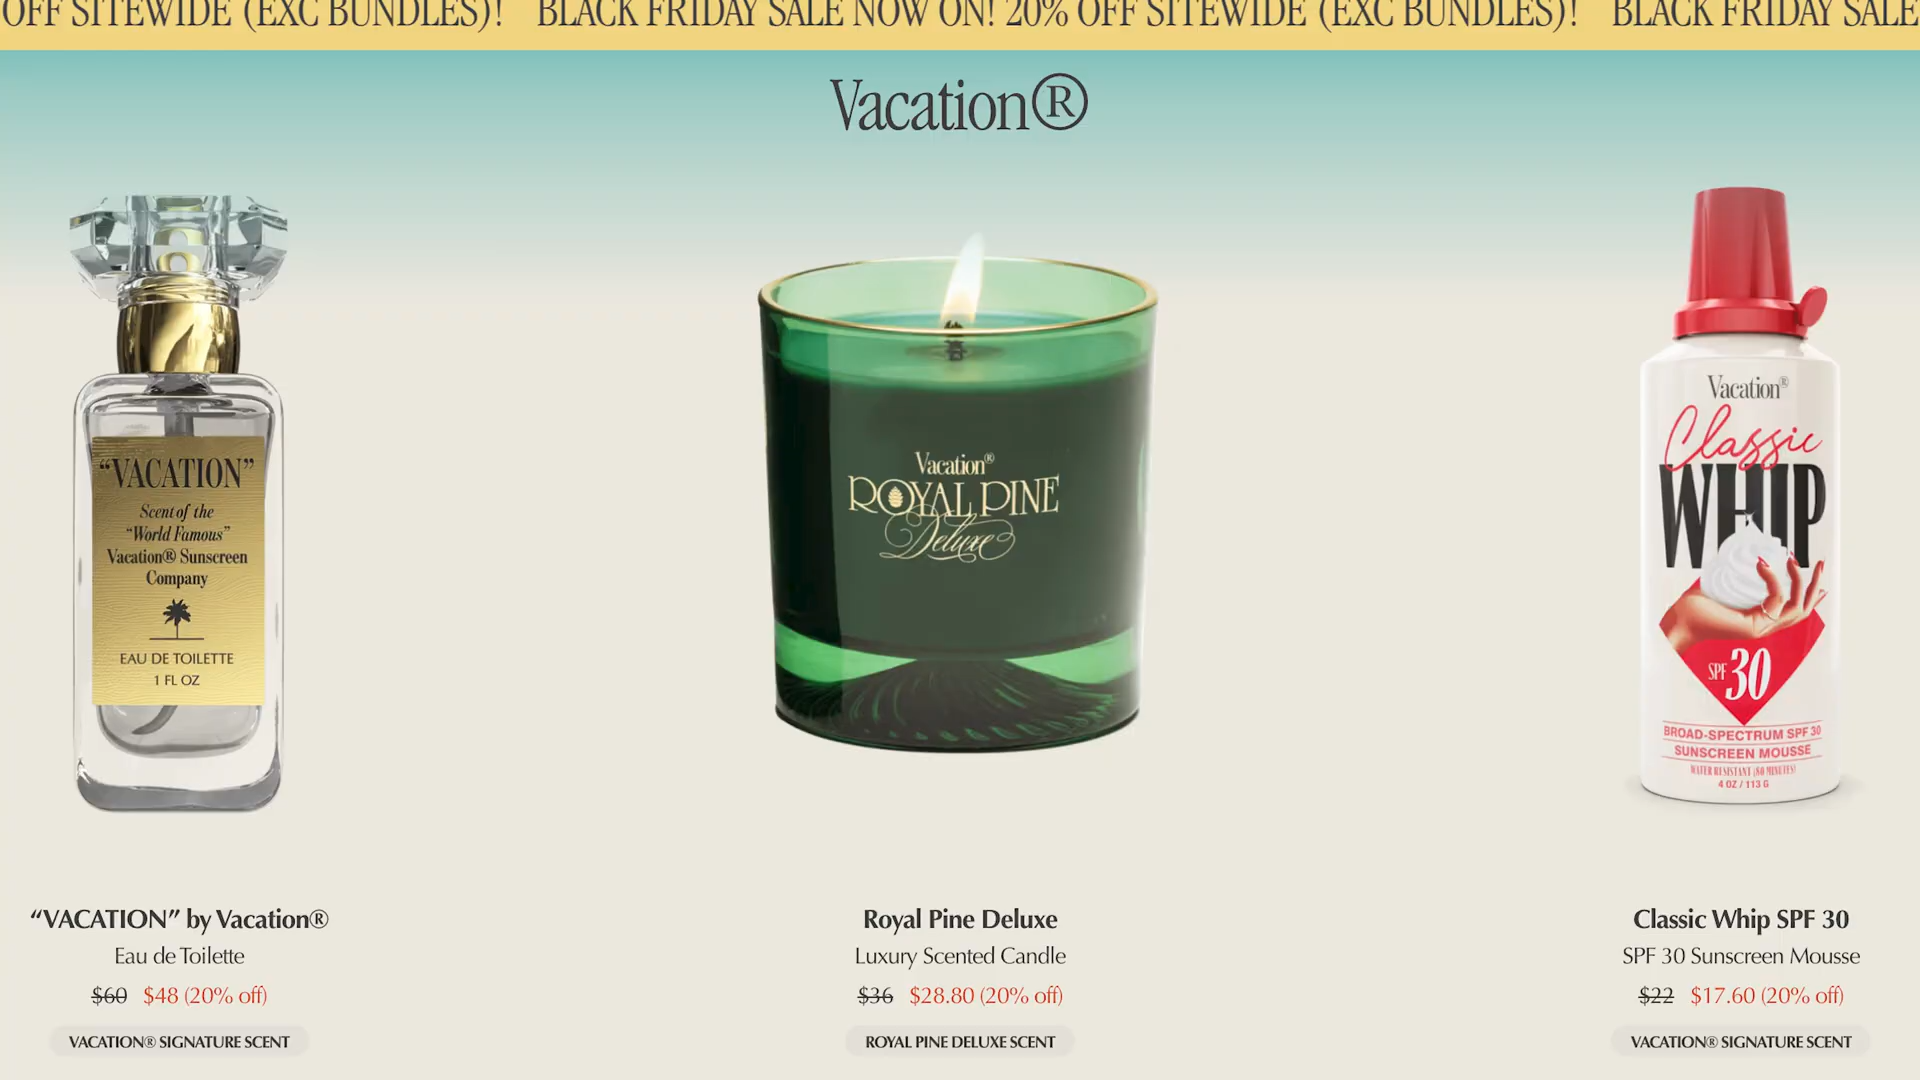 OFF SITEWIDE (EXC BUNDLES)! BLACK FRIDAY SALE NOW ON! 20% OFF SITEWIDE (EXC BUNDLES)! BLACK FRIDAY SALE
Vacation®
“VACATION”
Scent of the
“World Famous”
Vacation® Sunscreen
Company
EAU DE TOILETTE
1 FL OZ
Vacation®
ROYAL PINE
Deluxe
Vacation®
Classic
WHIP
SPF 30
BROAD-SPECTRUM SPF 30
SUNSCREEN MOUSSE
WATER RESISTANT (80 MINUTES)
4 OZ / 113 G
“VACATION” by Vacation®
Eau de Toilette
$60 $48 (20% off)
VACATION® SIGNATURE SCENT
Royal Pine Deluxe
Luxury Scented Candle
$36 $28.80 (20% off)
ROYAL PINE DELUXE SCENT
Classic Whip SPF 30
SPF 30 Sunscreen Mousse
$22 $17.60 (20% off)
VACATION® SIGNATURE SCENT